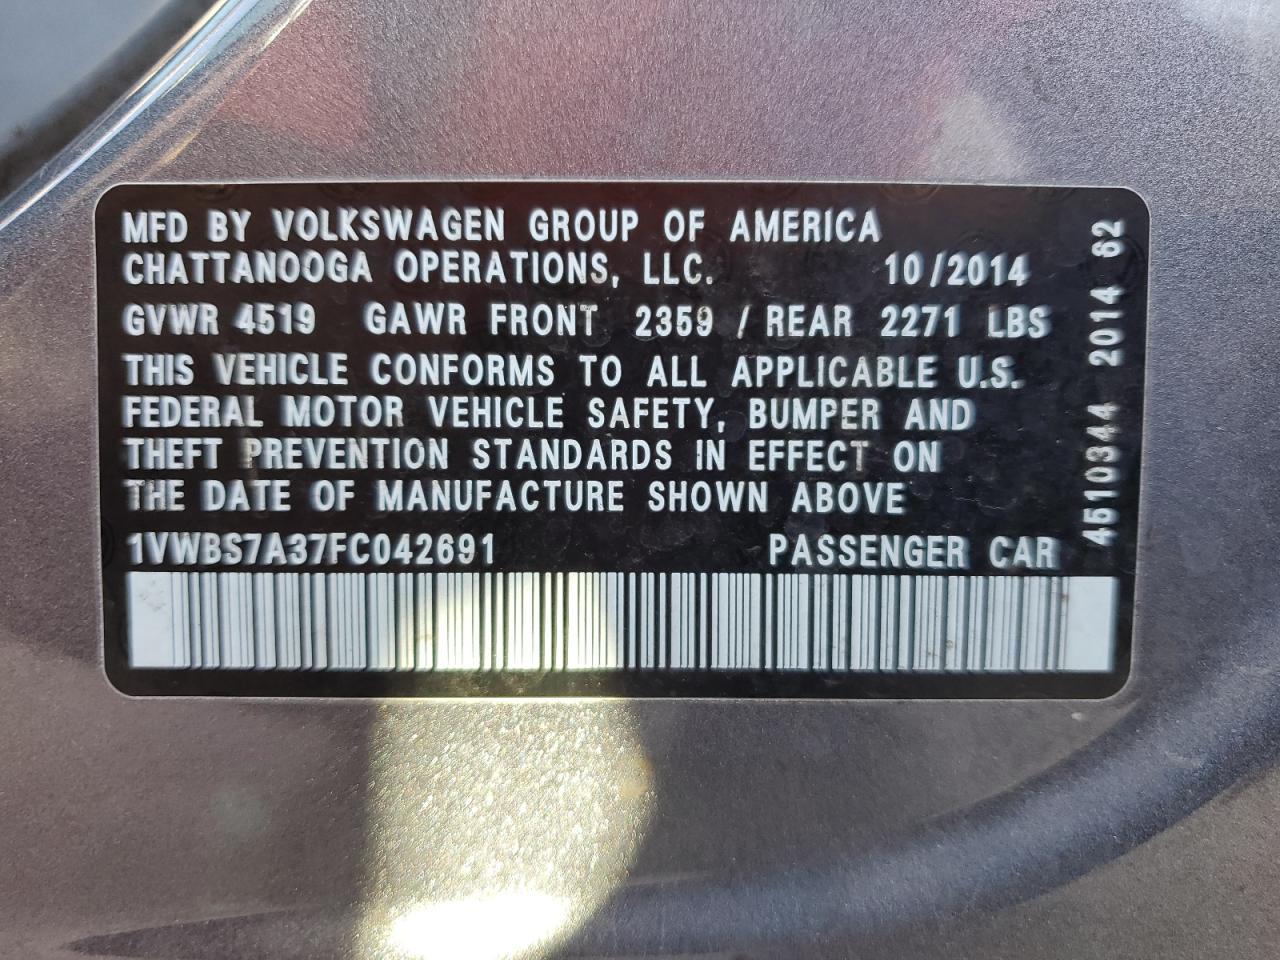 MFD BY VOLKSWAGEN GROUP OF AMERICA
CHATTANOOGA OPERATIONS, LLC. 10/2014
GVWR 4519 GAWR FRONT 2359 / REAR 2271 LBS
THIS VEHICLE CONFORMS TO ALL APPLICABLE U.S.
FEDERAL MOTOR VEHICLE SAFETY, BUMPER AND
THEFT PREVENTION STANDARDS IN EFFECT ON
THE DATE OF MANUFACTURE SHOWN ABOVE
1VWBS7A37FC042691 PASSENGER CAR
4510344 2014 62